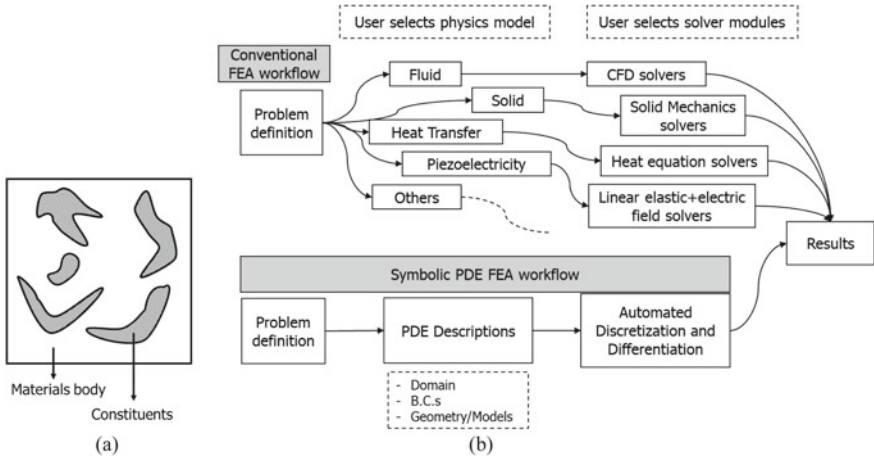 User selects physics model
User selects solver modules
Conventional
FEA workflow
Problem
definition
Fluid
CFD solvers
Solid
Solid Mechanics
solvers
Heat Transfer
Heat equation solvers
Piezoelectricity
Linear elastic+electric
field solvers
Others
Results
Symbolic PDE FEA workflow
Problem
definition
PDE Descriptions
Automated
Discretization and
Differentiation
- Domain
- B.C.s
- Geometry/Models
Materials body
Constituents
(a)
(b)